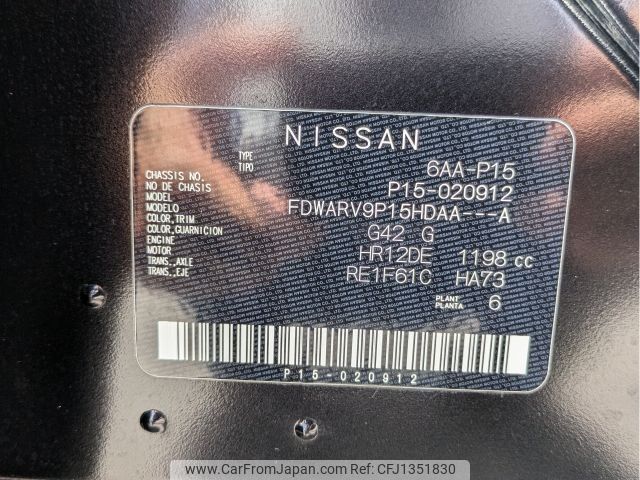 NISSAN
TYPE 6AA-P15
TIPO
CHASSIS NO. P15-020912
NO DE CHASSIS
MODEL FDWARV9P15HDAA---A
MODELO
COLOR, TRIM G42 G
COLOR, GUARNICION
ENGINE HR12DE 1198 cc
MOTOR
TRANS., AXLE RE1F61C HA73
TRANS., EJE
PLANT 6
PLANTA
P15-020912
www.CarFromJapan.com - CFJ1351830